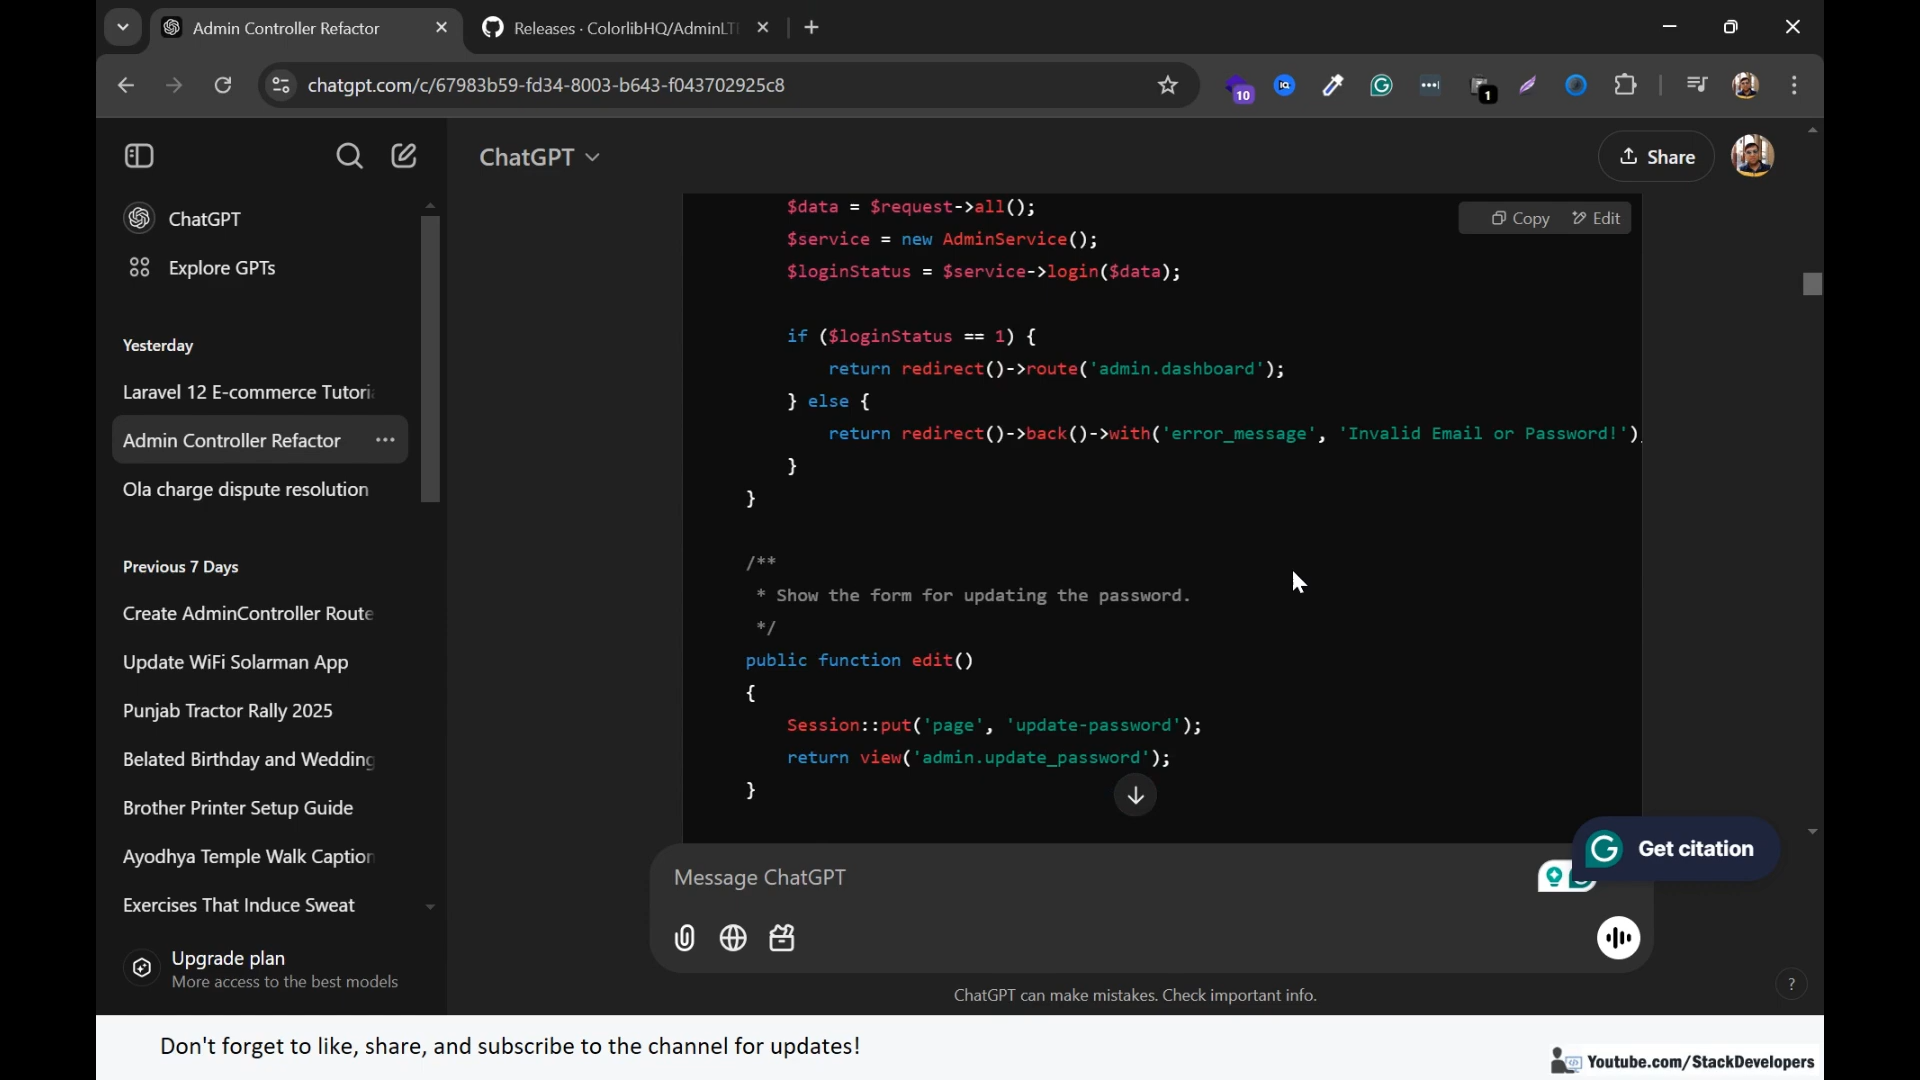 Admin Controller Refactor
Releases · ColorlibHQ/AdminLT
chatgpt.com/c/67983b59-fd34-8003-b643-f043702925c8
10
1
ChatGPT
Share
ChatGPT
Explore GPTs
Yesterday
Laravel 12 E-commerce Tutori
Admin Controller Refactor
Ola charge dispute resolution
Previous 7 Days
Create AdminController Route
Update WiFi Solarman App
Punjab Tractor Rally 2025
Belated Birthday and Wedding
Brother Printer Setup Guide
Ayodhya Temple Walk Caption
Exercises That Induce Sweat
Upgrade plan
More access to the best models
Copy Edit
$data = $request->all();
$service = new AdminService();
$loginStatus = $service->login($data);
if ($loginStatus == 1) {
return redirect()->route('admin.dashboard');
} else {
return redirect()->back()->with('error_message', 'Invalid Email or Password!')
}
}
/**
* Show the form for updating the password.
*/
public function edit()
{
Session::put('page', 'update-password');
return view('admin.update_password');
}
Get citation
Message ChatGPT
ChatGPT can make mistakes. Check important info.
?
Don't forget to like, share, and subscribe to the channel for updates!
Youtube.com/StackDevelopers